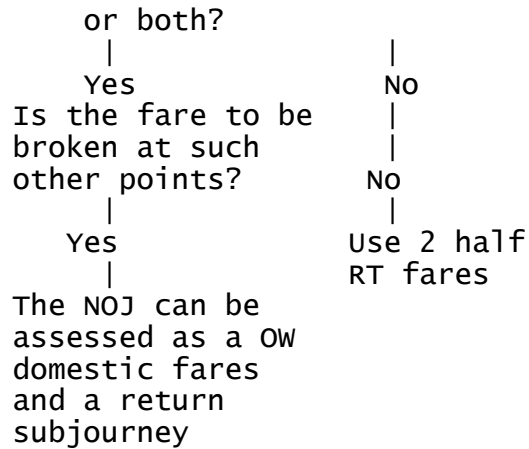 or both?
|                    |
Yes                  No
Is the fare to be    |
broken at such       |
other points?       No
|                    |
Yes              Use 2 half
|                RT fares
The NOJ can be
assessed as a OW
domestic fares
and a return
subjourney